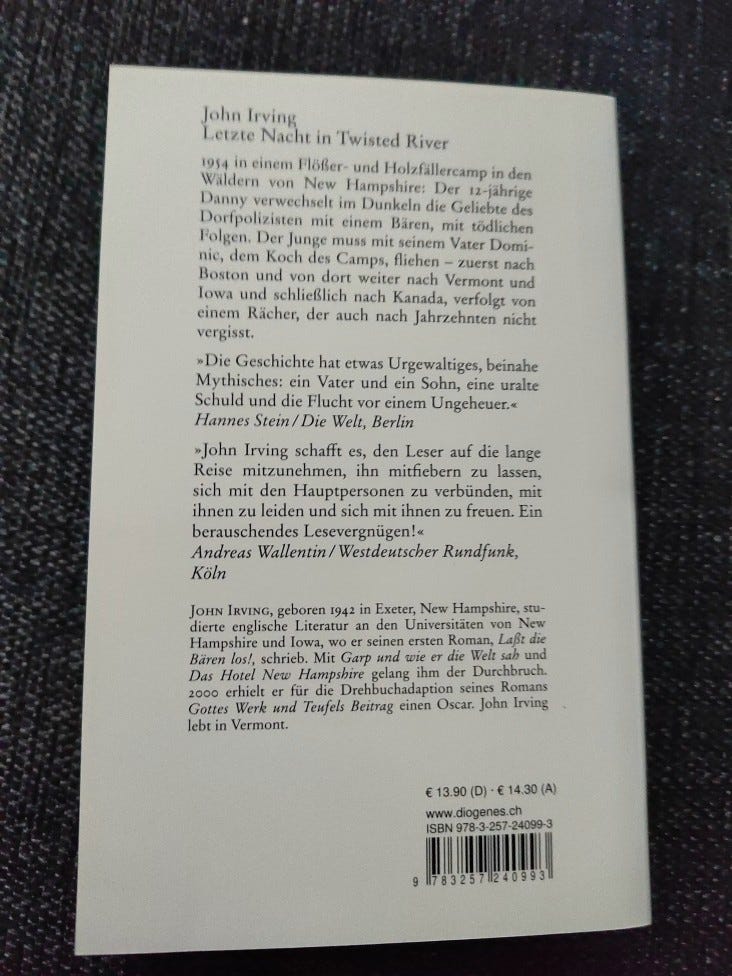 John Irving
Letzte Nacht in Twisted River
1954 in einem Flößer- und Holzfällercamp in den
Wäldern von New Hampshire: Der 12-jährige
Danny verwechselt im Dunkeln die Geliebte des
Dorfpolizisten mit einem Bären, mit tödlichen
Folgen. Der Junge muss mit seinem Vater Domi-
nic, dem Koch des Camps, fliehen – zuerst nach
Boston und von dort weiter nach Vermont und
Iowa und schließlich nach Kanada, verfolgt von
einem Rächer, der auch nach Jahrzehnten nicht
vergisst.
»Die Geschichte hat etwas Urgewaltiges, beinahe
Mythisches: ein Vater und ein Sohn, eine uralte
Schuld und die Flucht vor einem Ungeheuer.«
Hannes Stein / Die Welt, Berlin
»John Irving schafft es, den Leser auf die lange
Reise mitzunehmen, ihn mitfiebern zu lassen,
sich mit den Hauptpersonen zu verbünden, mit
ihnen zu leiden und sich mit ihnen zu freuen. Ein
berauschendes Lesevergnügen!«
Andreas Wallentin / Westdeutscher Rundfunk,
Köln
JOHN IRVING, geboren 1942 in Exeter, New Hampshire, stu-
dierte englische Literatur an den Universitäten von New
Hampshire und Iowa, wo er seinen ersten Roman, Laßt die
Bären los!, schrieb. Mit Garp und wie er die Welt sah und
Das Hotel New Hampshire gelang ihm der Durchbruch.
2000 erhielt er für die Drehbuchadaption seines Romans
Gottes Werk und Teufels Beitrag einen Oscar. John Irving
lebt in Vermont.
€ 13.90 (D) · € 14.30 (A)
www.diogenes.ch
ISBN 978-3-257-24099-3
9 783257 240993